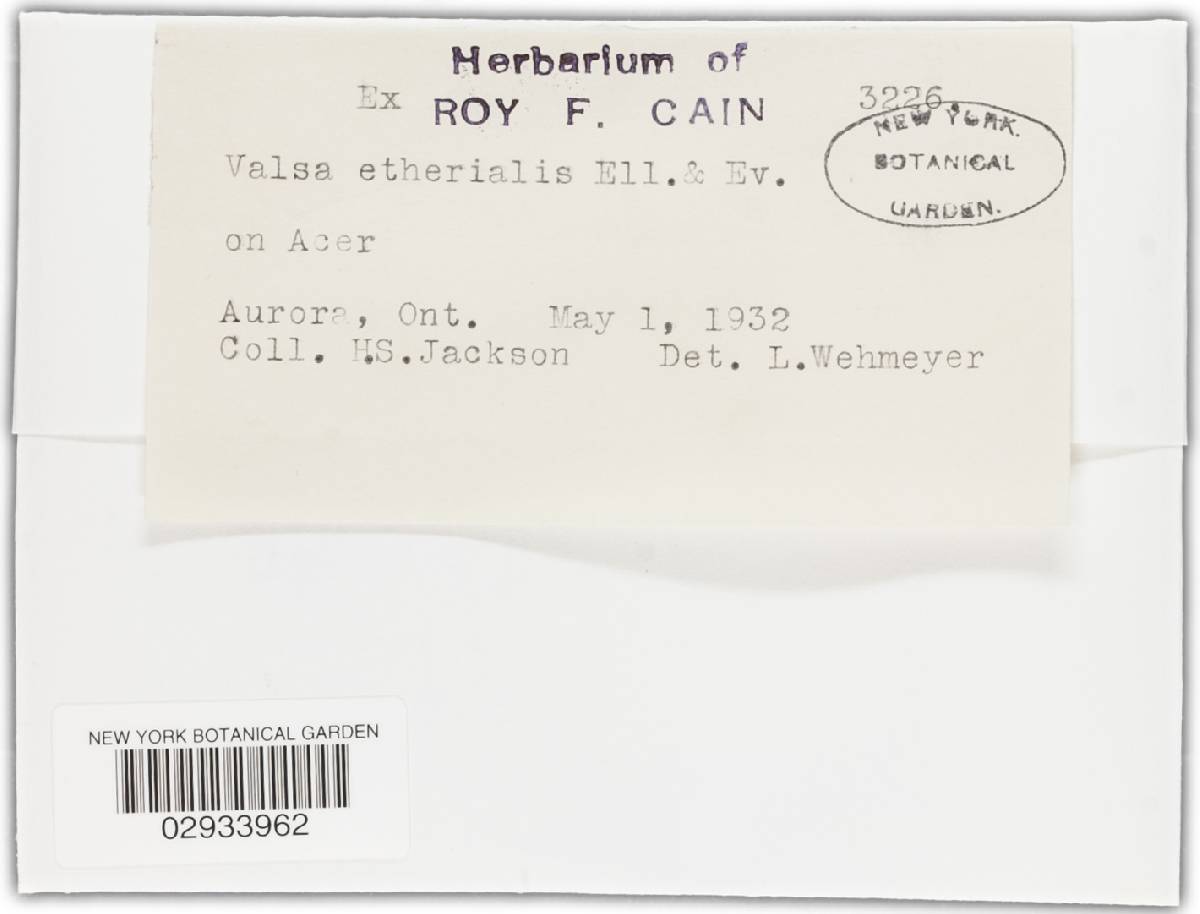 Herbarium of
Ex ROY F. CAIN 3226
NEW YORK
BOTANICAL
GARDEN.
Valsa etherialis Ell.& Ev.
on Acer
Aurora, Ont. May 1, 1932
Coll. H.S.Jackson Det. L.Wehmeyer
NEW YORK BOTANICAL GARDEN
02933962